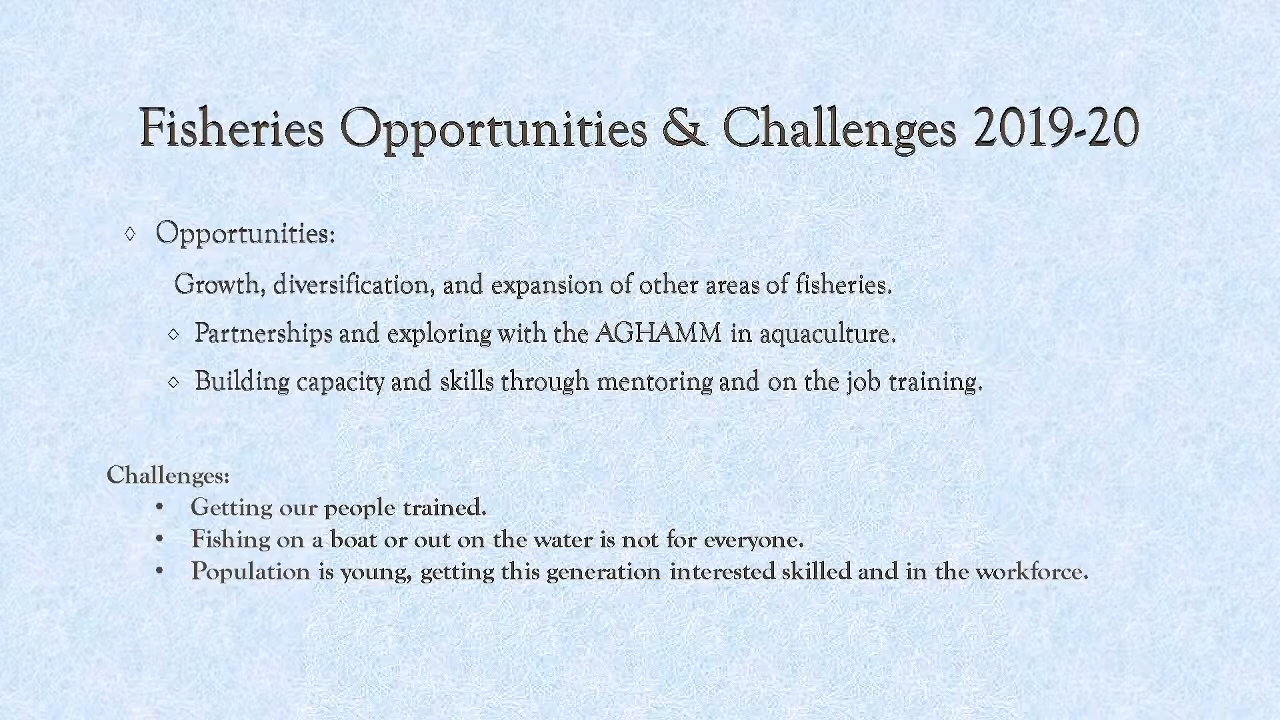 Fisheries Opportunities & Challenges 2019-20
◊ Opportunities:
Growth, diversification, and expansion of other areas of fisheries.
◊ Partnerships and exploring with the AGHAMM in aquaculture.
◊ Building capacity and skills through mentoring and on the job training.
Challenges:
• Getting our people trained.
• Fishing on a boat or out on the water is not for everyone.
• Population is young, getting this generation interested skilled and in the workforce.